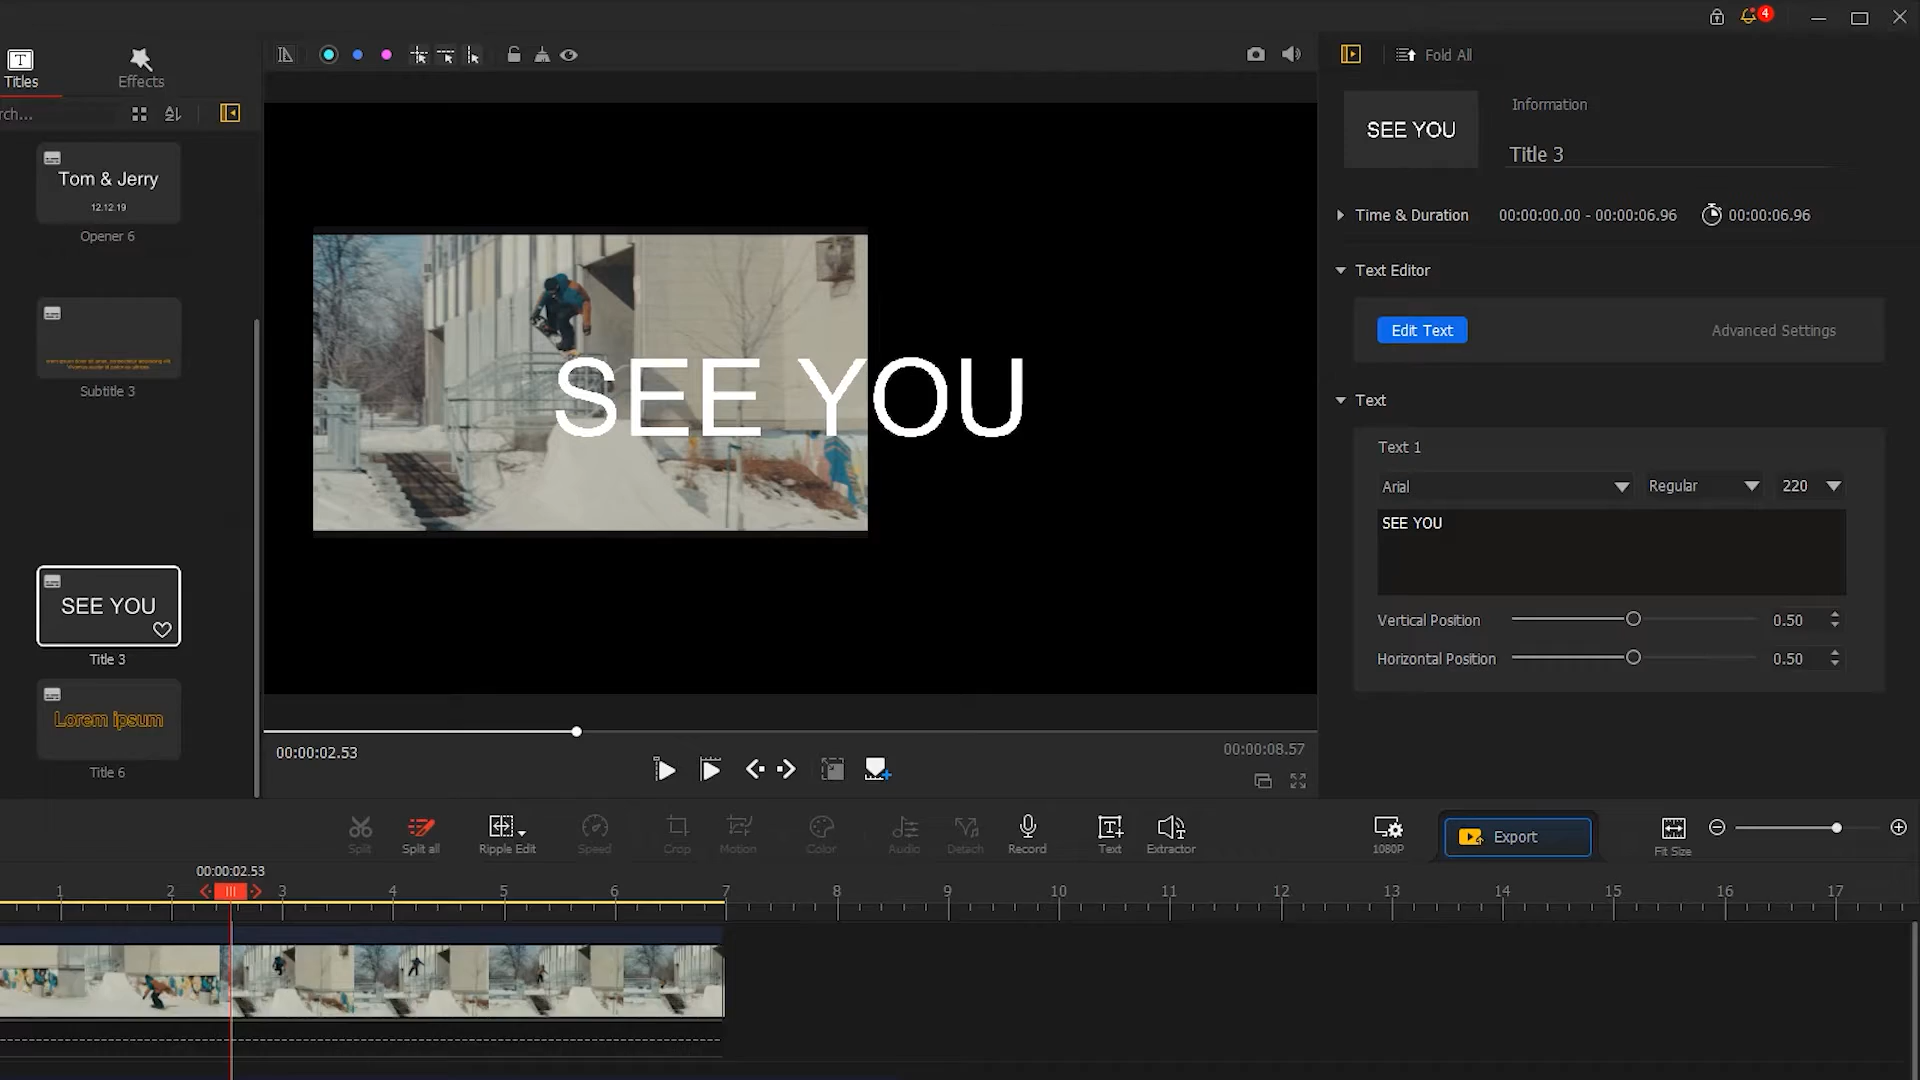 4
Titles
Effects
rch...
Tom & Jerry
12.12.19
Opener 6
Subtitle 3
SEE YOU
Title 3
Lorem ipsum
Title 6
SEE YOU
00:00:02.53
00:00:08.57
Fold All
SEE YOU
Information
Title 3
Time & Duration
00:00:00.00 - 00:00:06.96
00:00:06.96
Text Editor
Edit Text
Advanced Settings
Text
Text 1
Arial
Regular
220
SEE YOU
Vertical Position
0.50
Horizontal Position
0.50
Split
Split all
Ripple Edit
Speed
Crop
Motion
Color
Audio
Detach
Record
Text
Extractor
1080P
Export
Fit Size
00:00:02.53
1 2 3 4 5 6 7 8 9 10 11 12 13 14 15 16 17